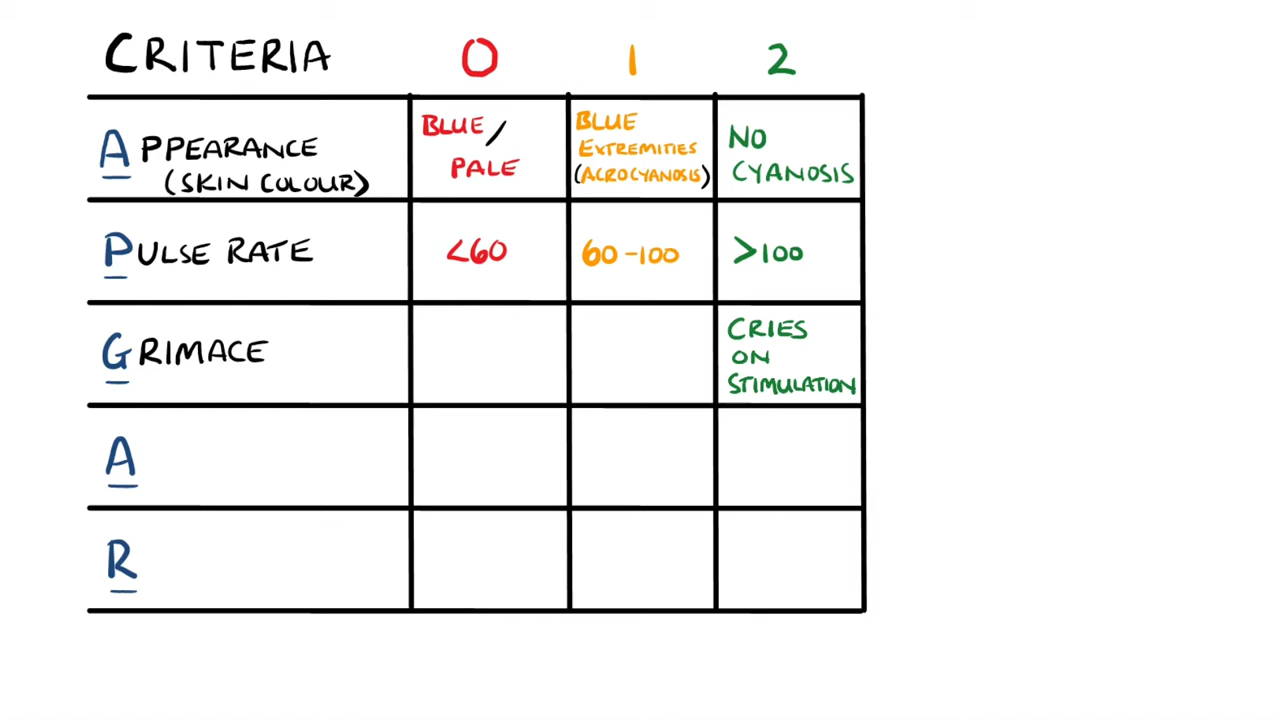 CRITERIA 0 1 2
APPEARANCE
(SKIN COLOUR)
BLUE/
PALE
BLUE
EXTREMITIES
(ACROCYANOSIS)
NO
CYANOSIS
PULSE RATE <60 60-100 >100
GRIMACE
CRIES
ON
STIMULATION
A
R